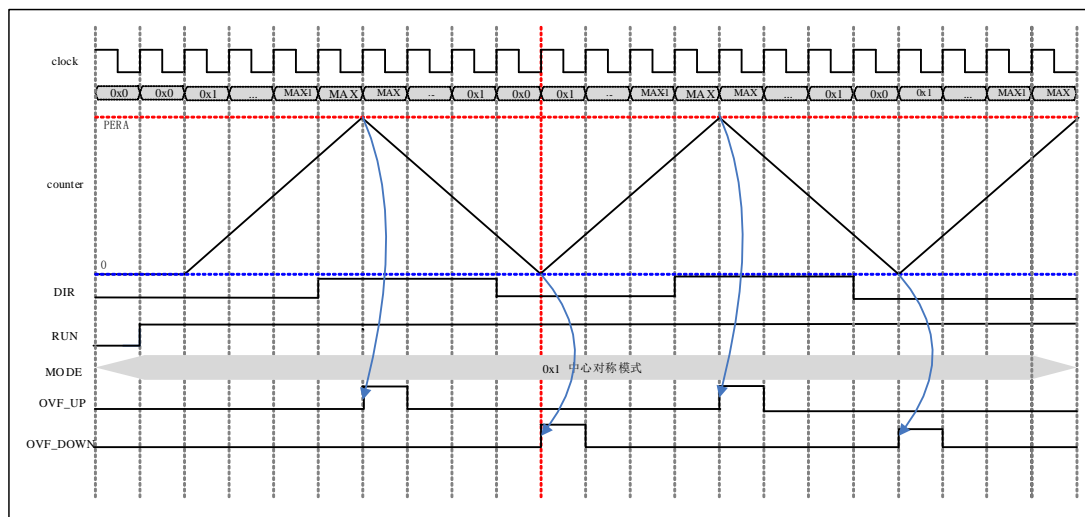 clock
0x0 0x0 0x1 ... MAX-1 MAX MAX ... 0x1 0x0 0x1 ... MAX-1 MAX MAX ... 0x1 0x0 0x1 ... MAX-1 MAX
PERA
counter
0
DIR
RUN
MODE 0x1 中心对称模式
OVF_UP
OVF_DOWN